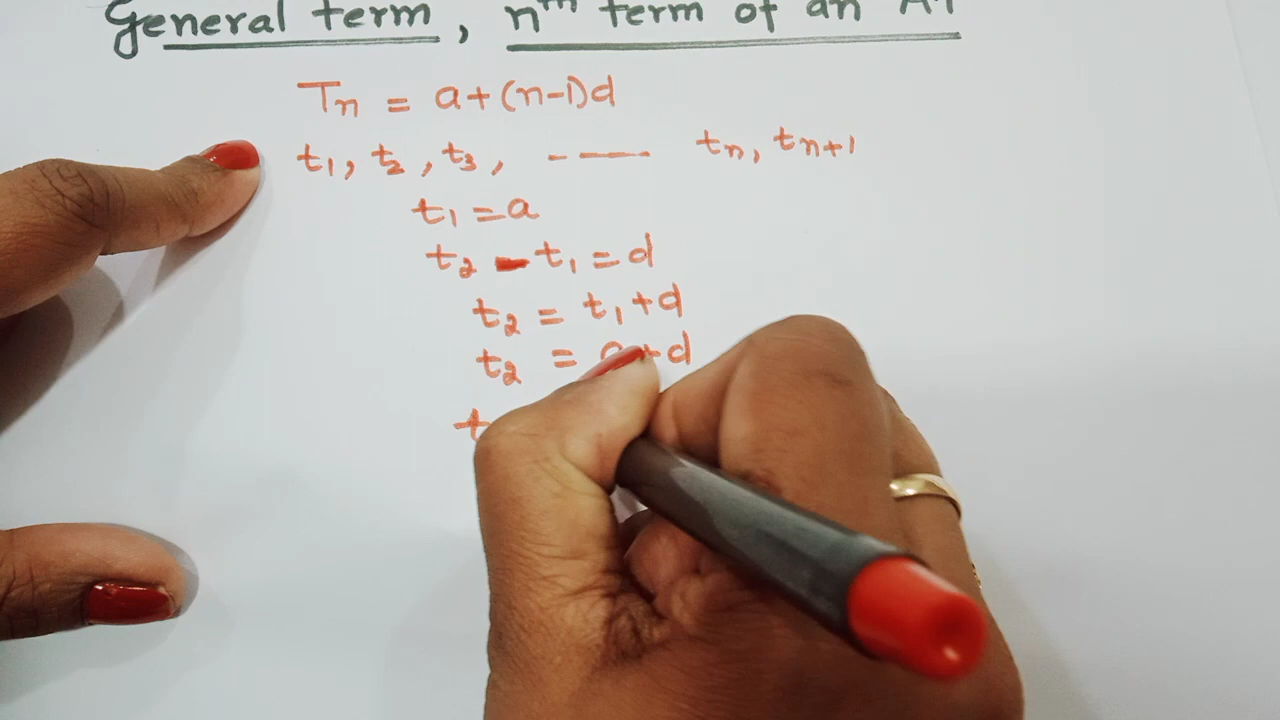 General term, nth term of an AP
Tn = a+(n-1)d
t1, t2, t3, ----- tn, tn+1
t1 = a
t2 - t1 = d
t2 = t1+d
t2 = a+d
t